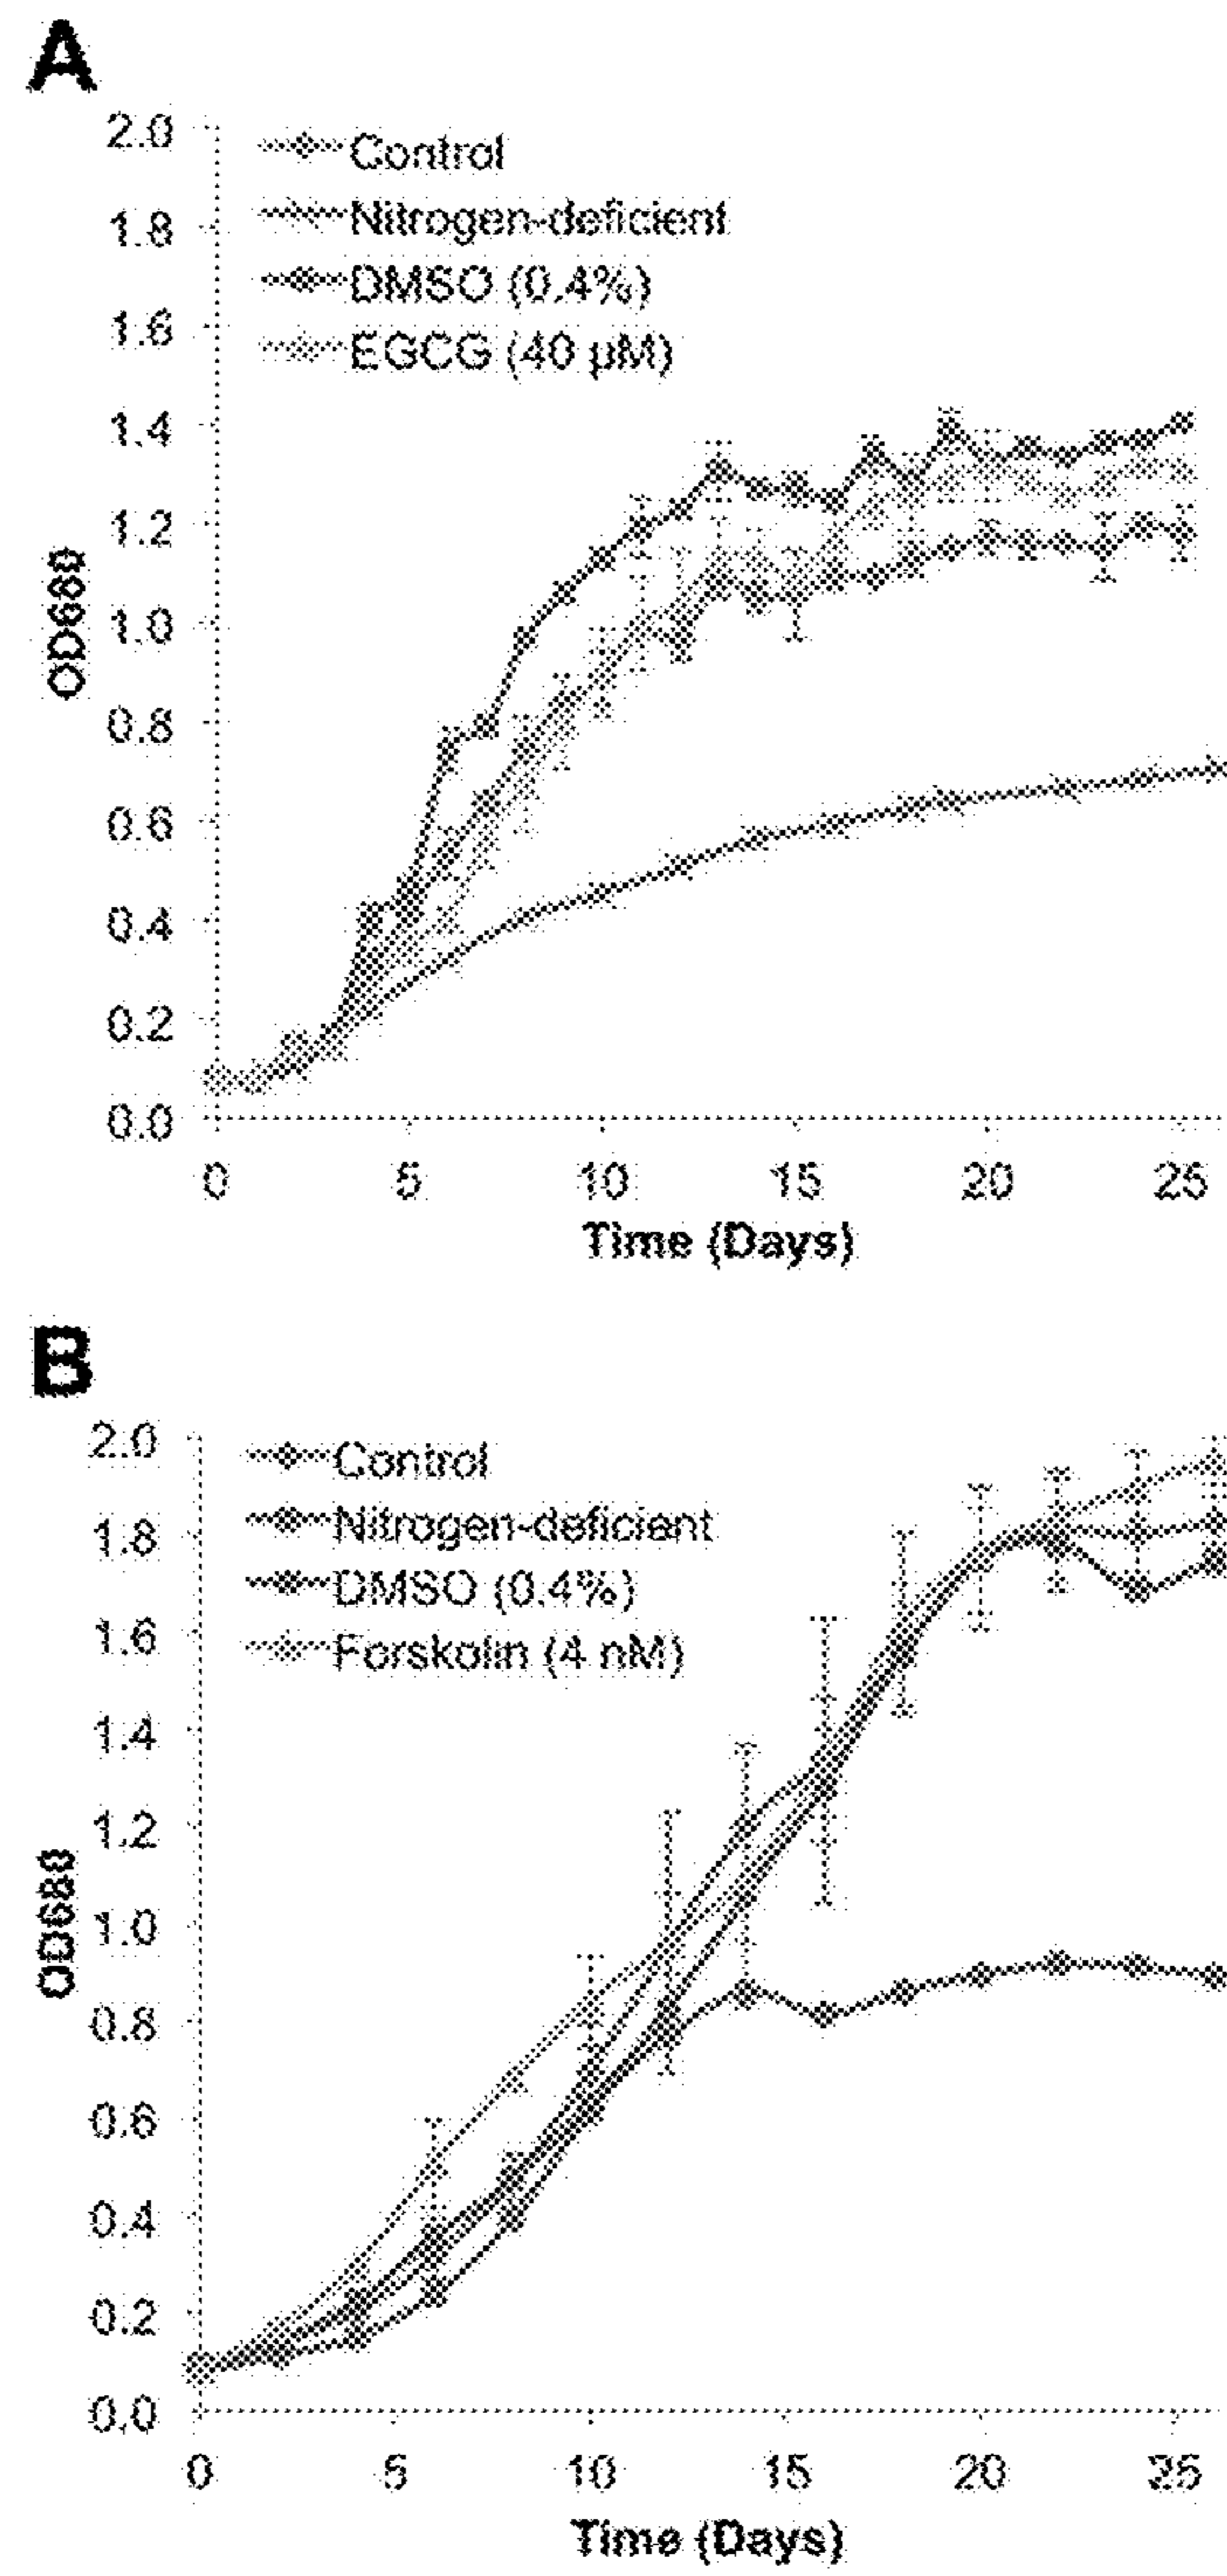 A
2.0
Control
1.8
Nitrogen-deficient
DMSO (0.4%)
1.6
EGCG (40 µM)
1.4
1.2
OD680
1.0
0.8
0.6
0.4
0.2
0.0
0 5 10 15 20 25
Time (Days)
B
2.0
Control
Nitrogen-deficient
1.8
DMSO (0.4%)
1.6
Forskolin (4 nM)
1.4
1.2
OD680
1.0
0.8
0.6
0.4
0.2
0.0
0 5 10 15 20 25
Time (Days)